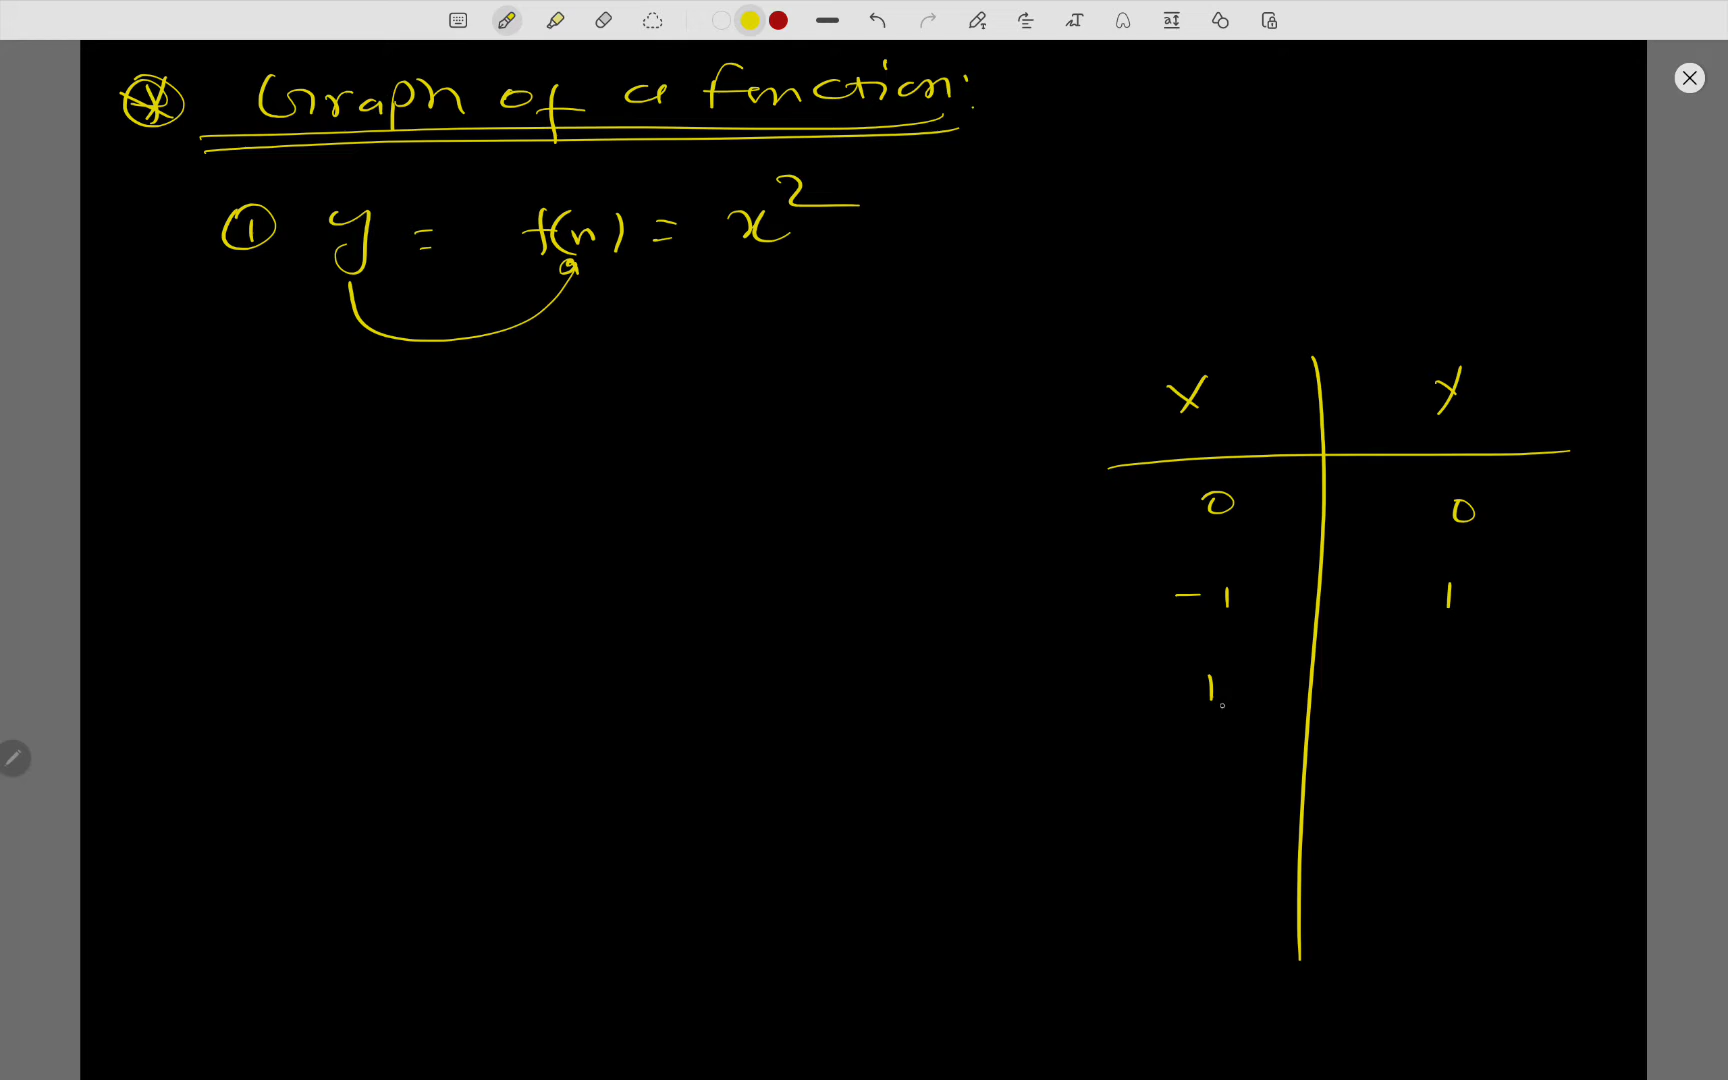 Graph of a function:
① y = f(x) = x²
X Y
0 0
-1 1
1